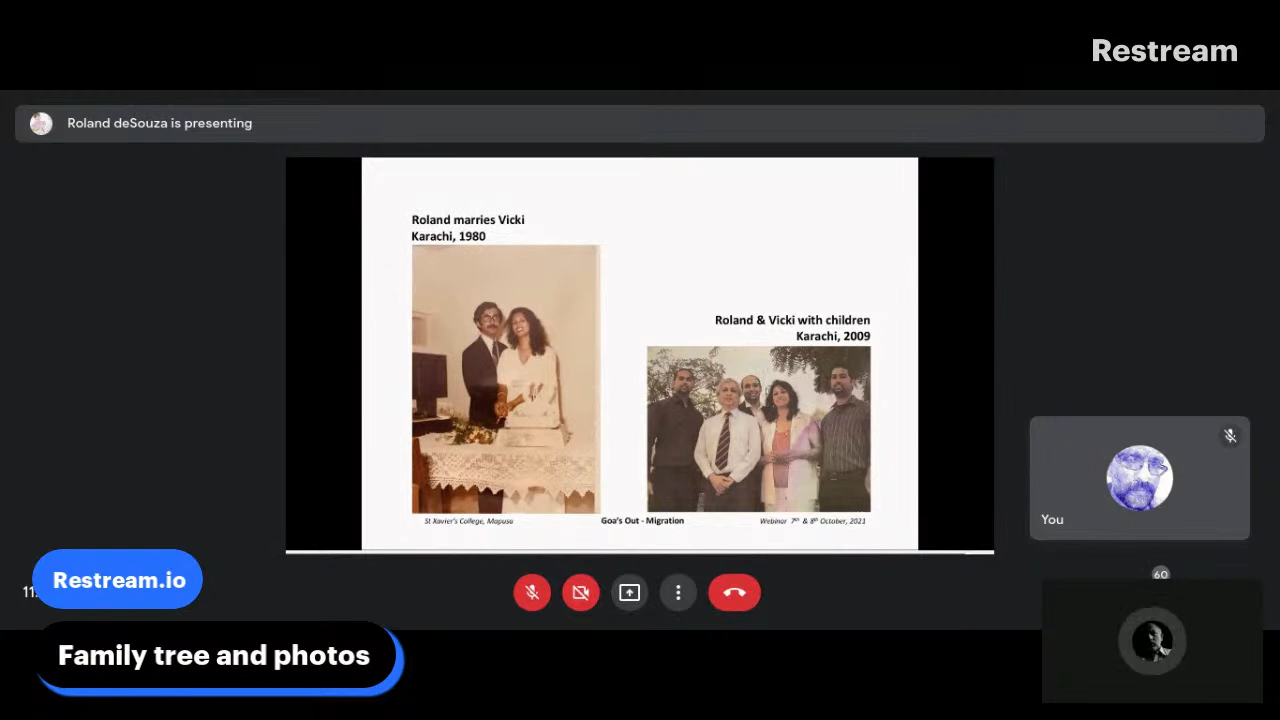 Restream
Roland deSouza is presenting
Roland marries Vicki
Karachi, 1980
Roland & Vicki with children
Karachi, 2009
St Xavier's College, Mapusa
Goa's Out - Migration
Webinar 7th & 8th October, 2021
You
60
11:
Restream.io
Family tree and photos